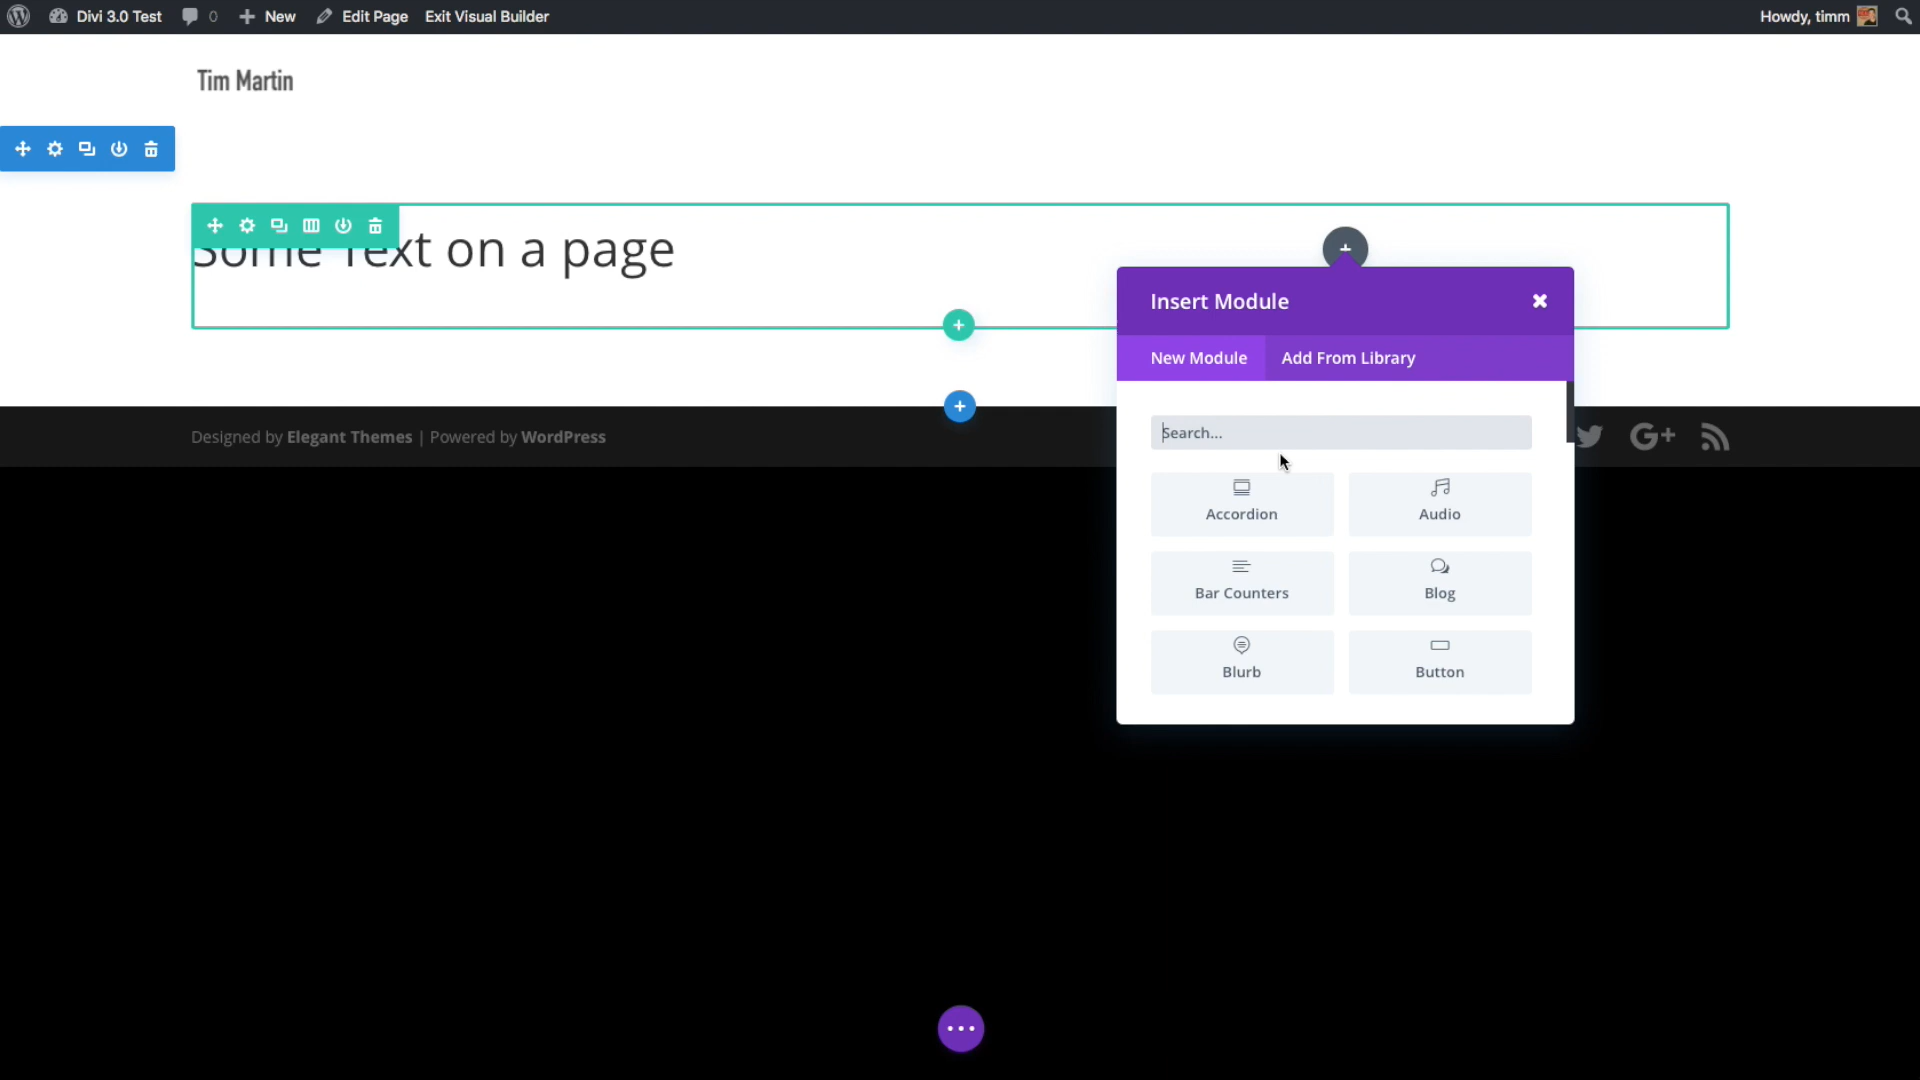 Divi 3.0 Test 0 New Edit Page Exit Visual Builder Howdy, timm
Tim Martin
Some Text on a page
Insert Module
New Module Add From Library
Search...
Accordion Audio
Bar Counters Blog
Blurb Button
Designed by Elegant Themes | Powered by WordPress G+